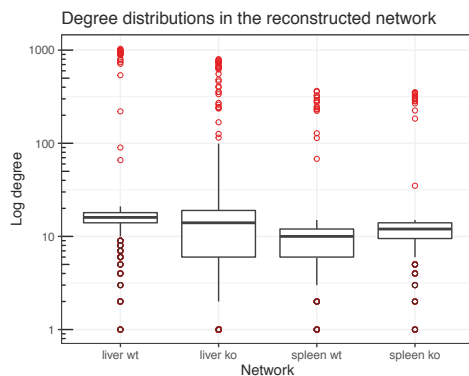 Degree distributions in the reconstructed network
1000
100
10
1
Log degree
liver wt
liver ko
spleen wt
spleen ko
Network